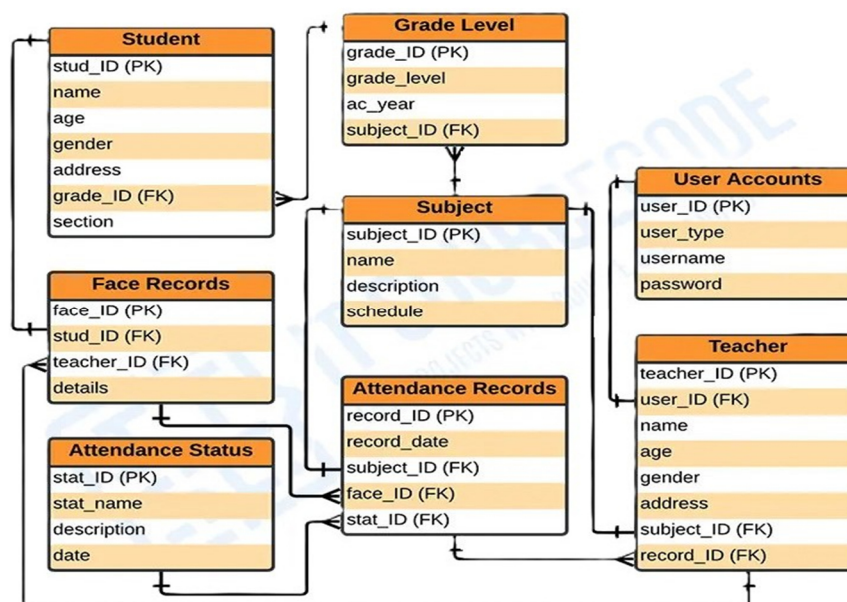 Student
stud_ID (PK)
name
age
gender
address
grade_ID (FK)
section
Grade Level
grade_ID (PK)
grade_level
ac_year
subject_ID (FK)
User Accounts
user_ID (PK)
user_type
username
password
Subject
subject_ID (PK)
name
description
schedule
Face Records
face_ID (PK)
stud_ID (FK)
teacher_ID (FK)
details
Teacher
teacher_ID (PK)
user_ID (FK)
name
age
gender
address
subject_ID (FK)
record_ID (FK)
Attendance Records
record_ID (PK)
record_date
subject_ID (FK)
face_ID (FK)
stat_ID (FK)
Attendance Status
stat_ID (PK)
stat_name
description
date